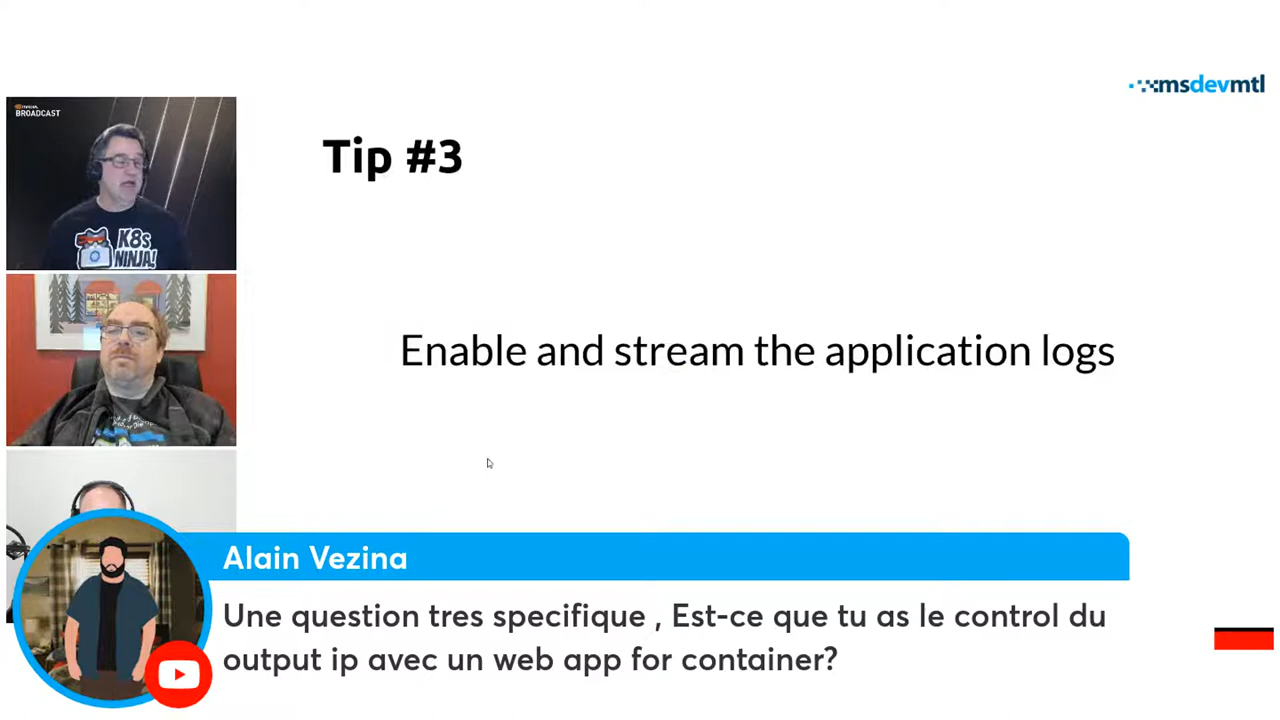 msdevmtl
BROADCAST
Tip #3
K8s
NINJA!
Enable and stream the application logs
Alain Vezina
Une question tres specifique , Est-ce que tu as le control du
output ip avec un web app for container?